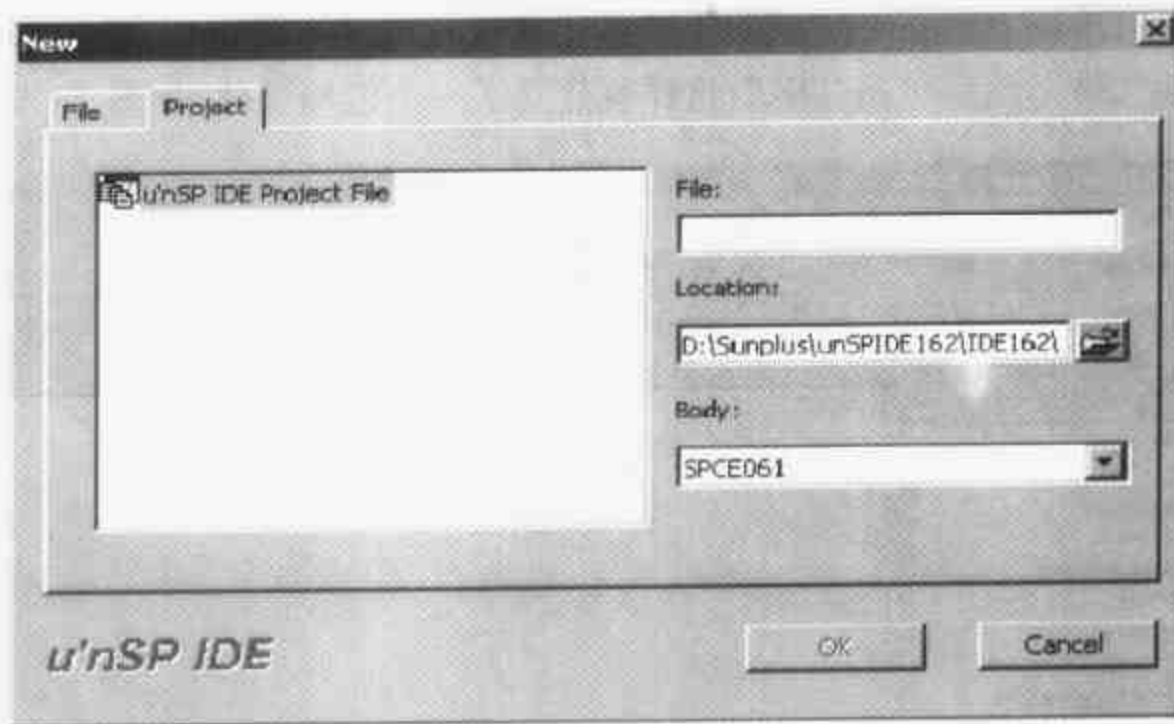 New
File
Project
u'nSP IDE Project File
File:
Location:
D:\Sunplus\unSPIDE162\IDE162\
Body:
SPCE061
u'nSP IDE
OK
Cancel